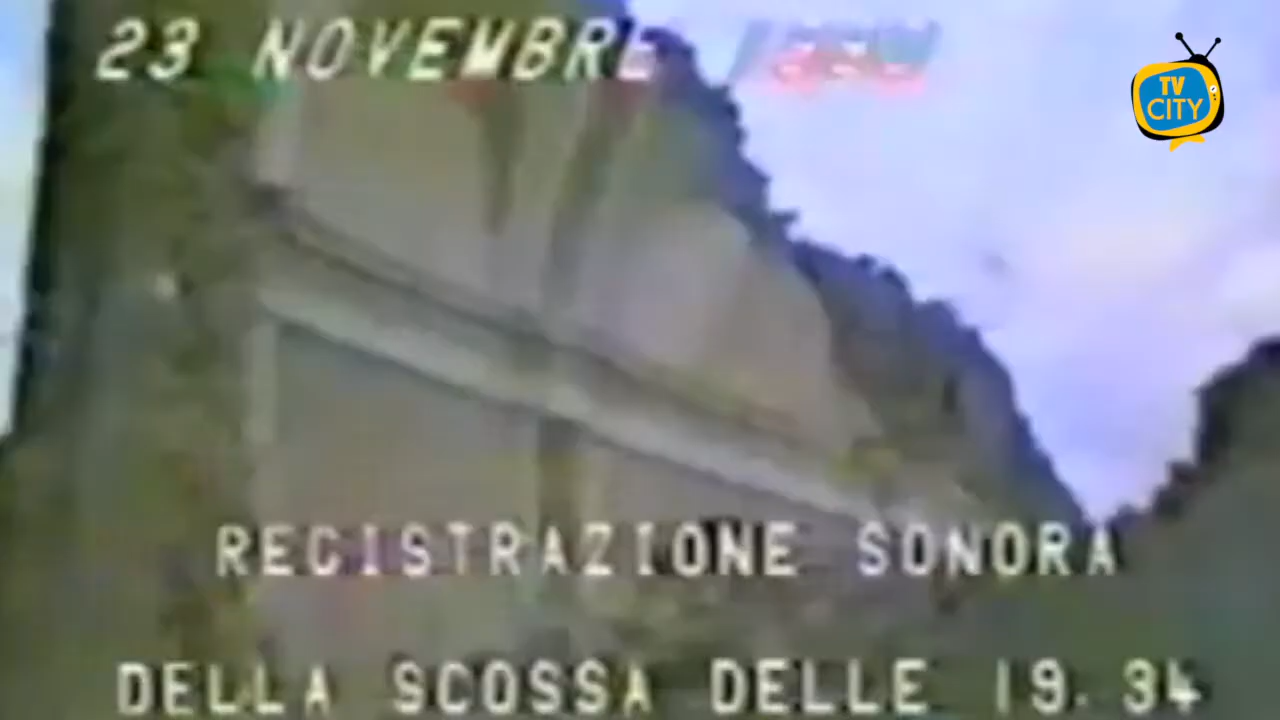 23 NOVEMBRE
TV
CITY
REGISTRAZIONE SONORA
DELLA SCOSSA DELLE 19.34